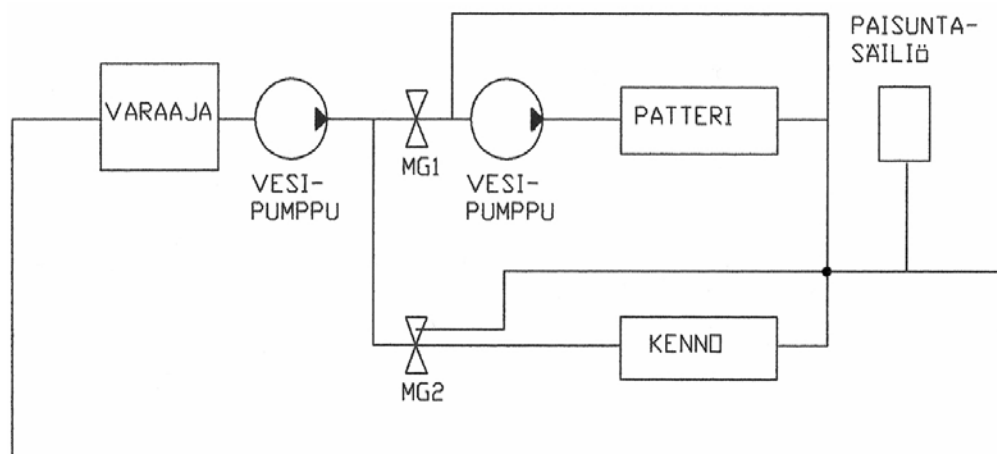 PAISUNTA-
SÄILIÖ
VARAAJA
PATTERI
MG1
VESI-
PUMPPU
VESI-
PUMPPU
KENNO
MG2